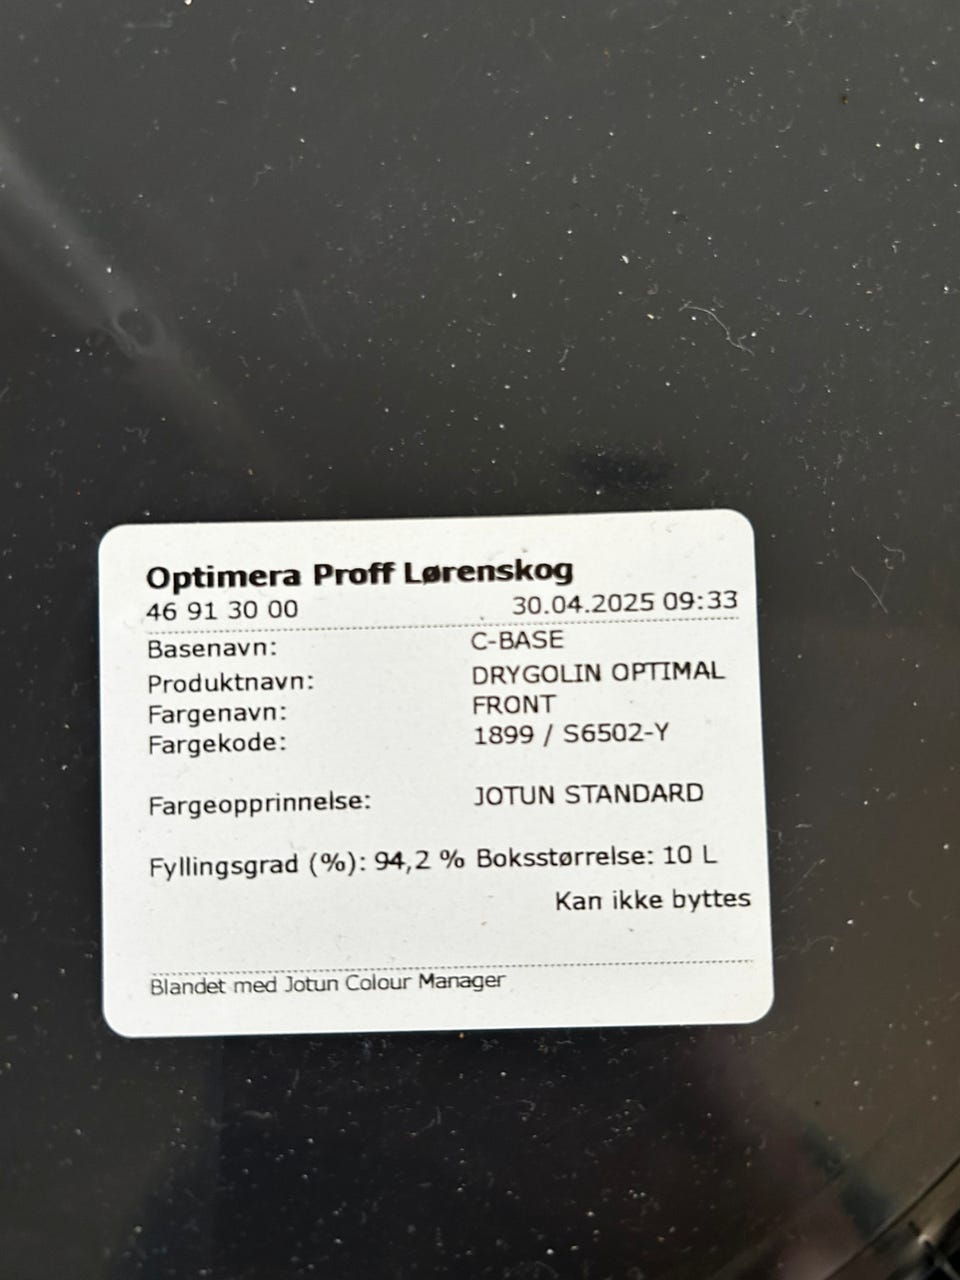 Optimera Proff Lørenskog
46 91 30 00 30.04.2025 09:33
Basenavn: C-BASE
Produktnavn: DRYGOLIN OPTIMAL
Fargenavn: FRONT
Fargekode: 1899 / S6502-Y
Fargeopprinnelse: JOTUN STANDARD
Fyllingsgrad (%): 94,2 % Boksstørrelse: 10 L
Kan ikke byttes
Blandet med Jotun Colour Manager